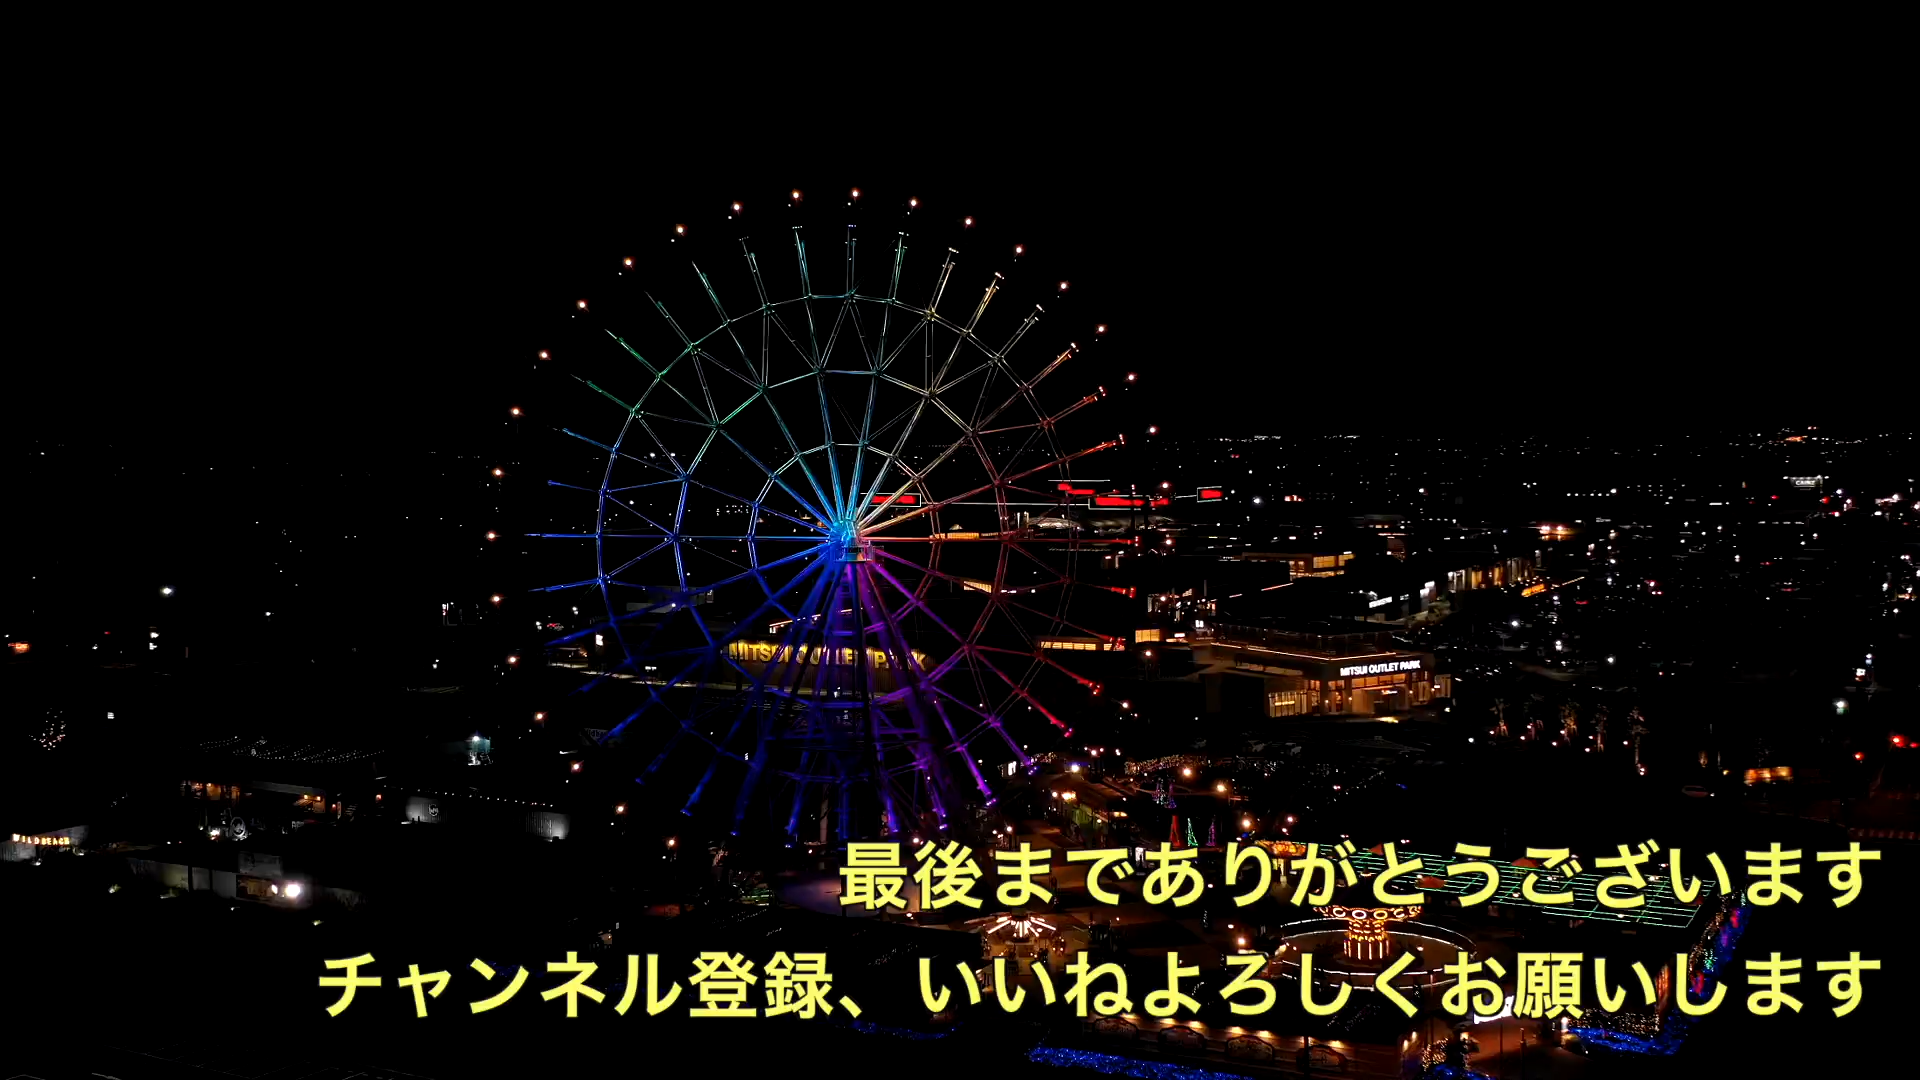 MITSUI OUTLET PARK
MITSUI OUTLET PARK
WILD BEACH
最後までありがとうございます
チャンネル登録、いいねよろしくお願いします